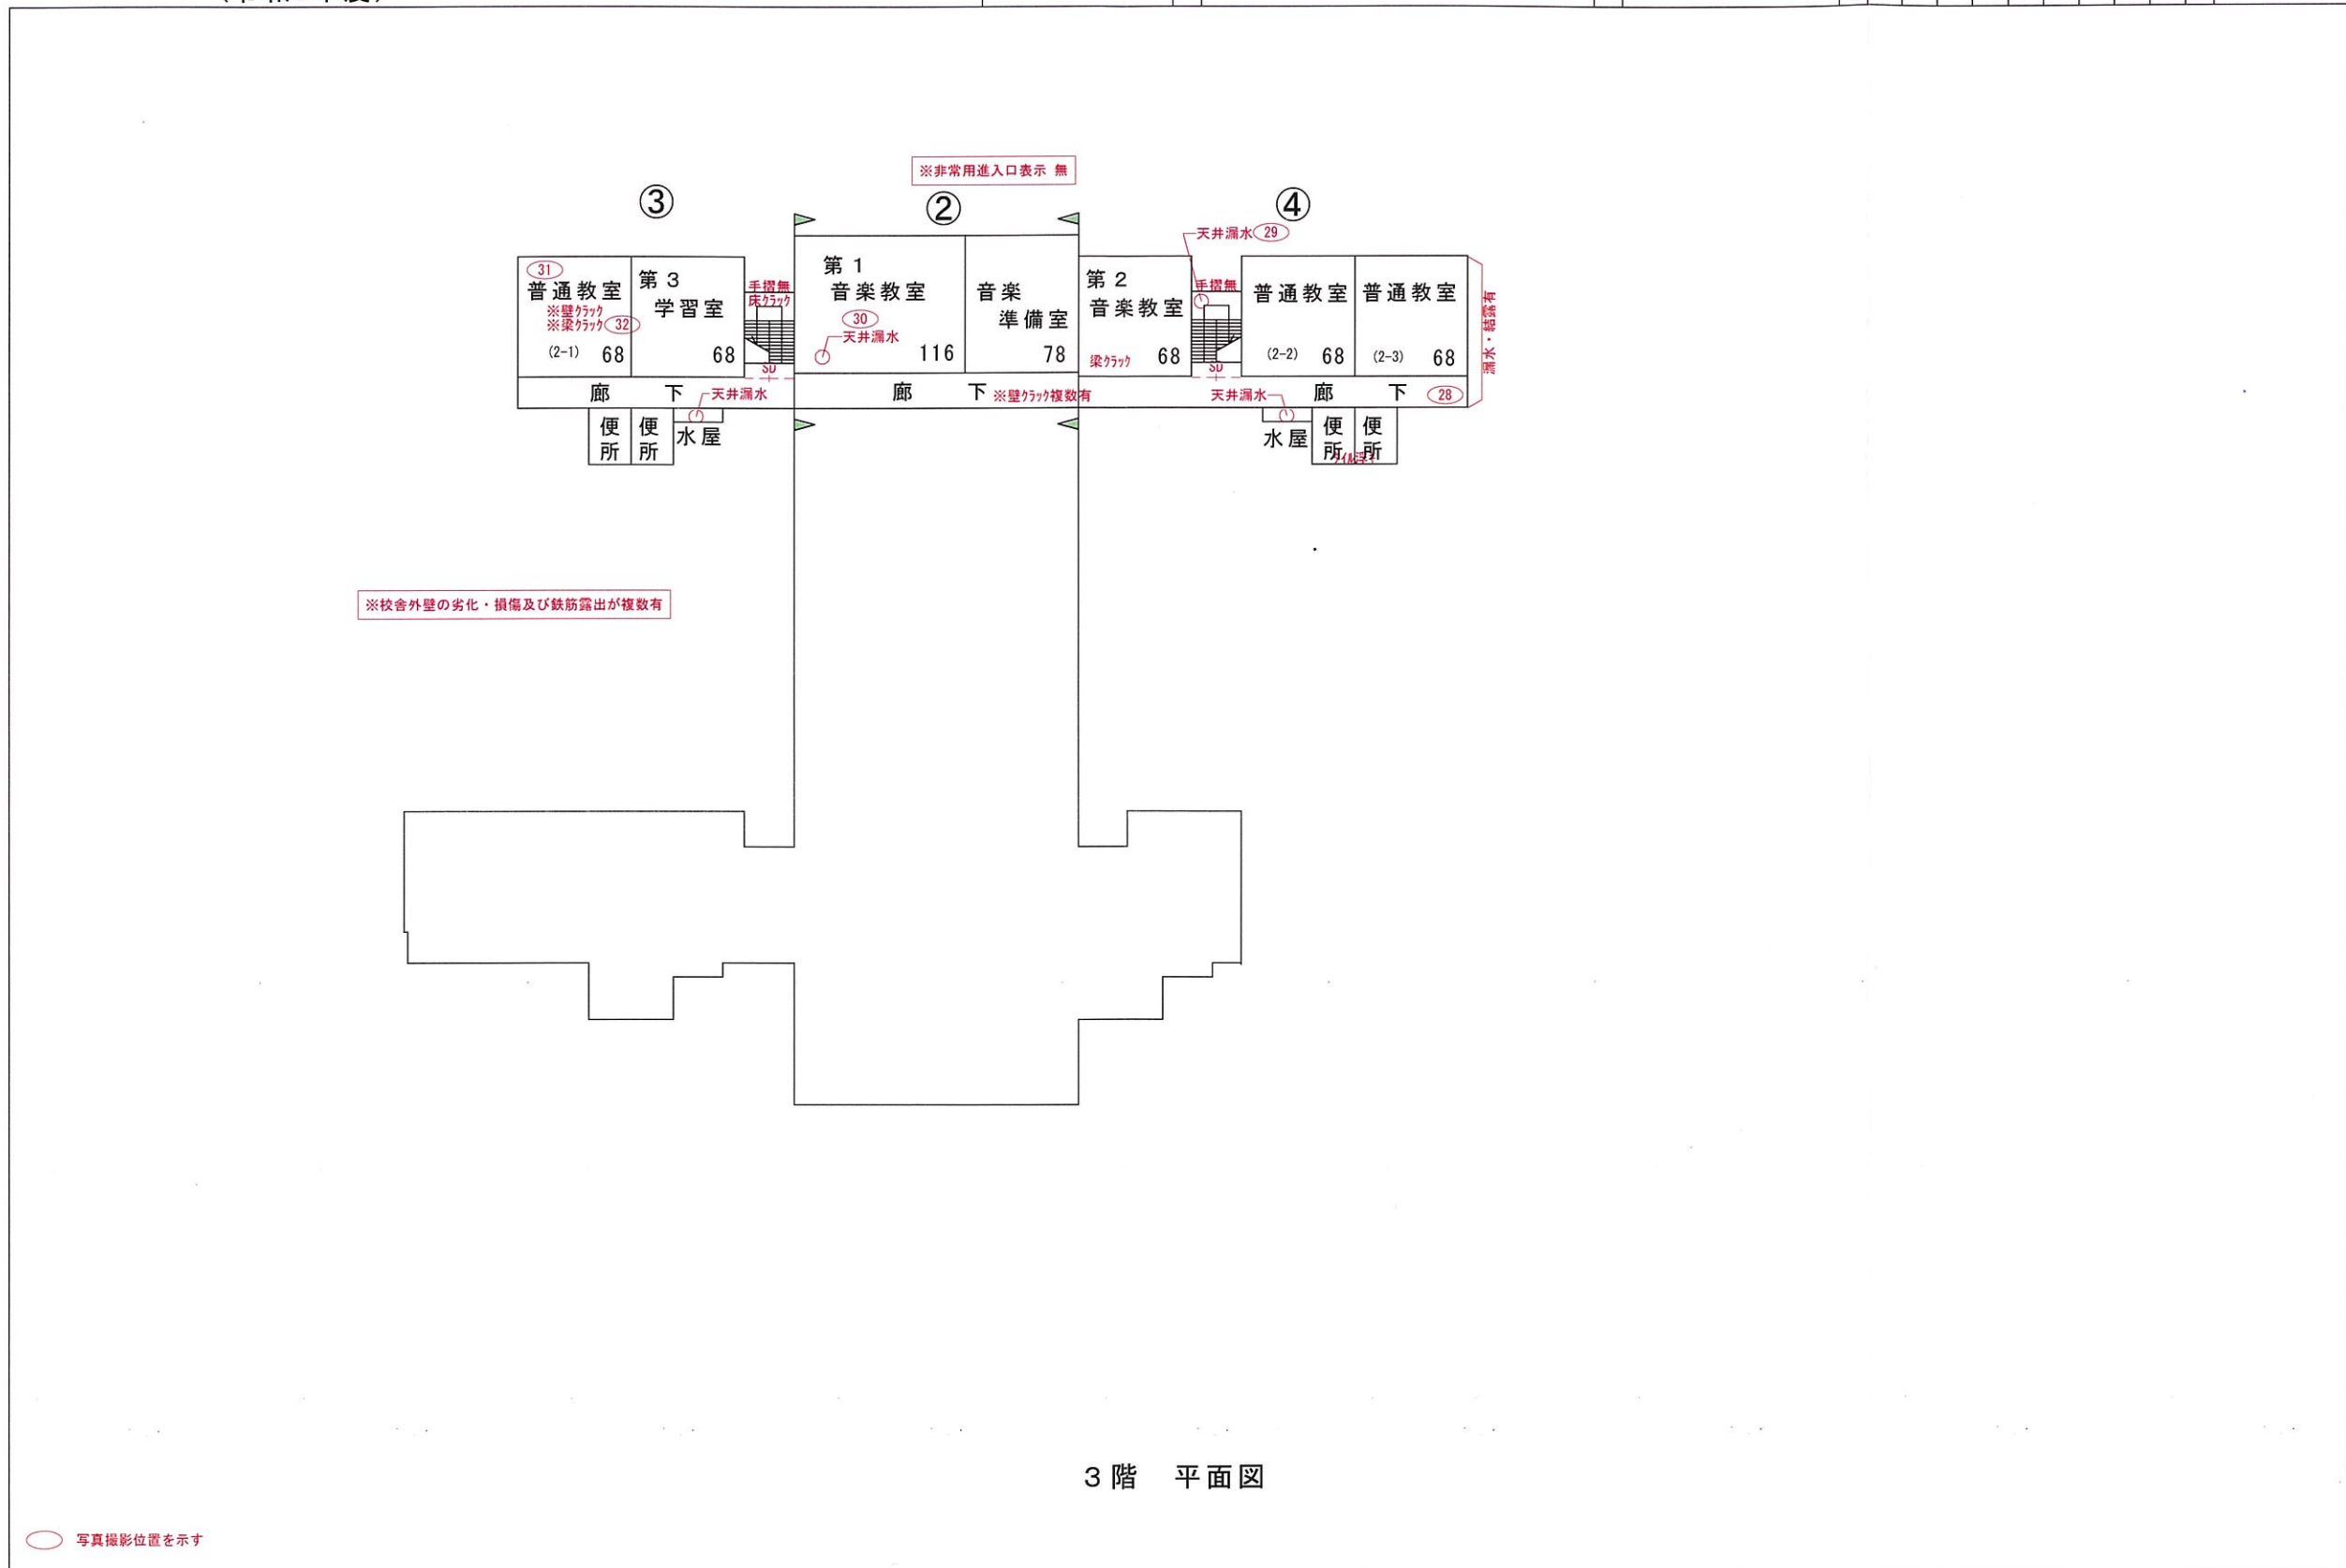 ※非常用進入口表示 無
③
②
④
天井漏水 29
31
普通教室
※壁クラック
※梁クラック 32
(2-1) 68
第3
学習室
68
手摺無
床クラック
SD
第1
音楽教室
30
天井漏水
116
音楽
準備室
78
第2
音楽教室
梁クラック 68
手摺無
SD
普通教室
(2-2) 68
普通教室
(2-3) 68
漏水・結露有
廊下
天井漏水
廊下
※壁クラック複数有
天井漏水
廊下
28
便所
便所
水屋
水屋
便所
便所
※校舎外壁の劣化・損傷及び鉄筋露出が複数有
3階 平面図
写真撮影位置を示す